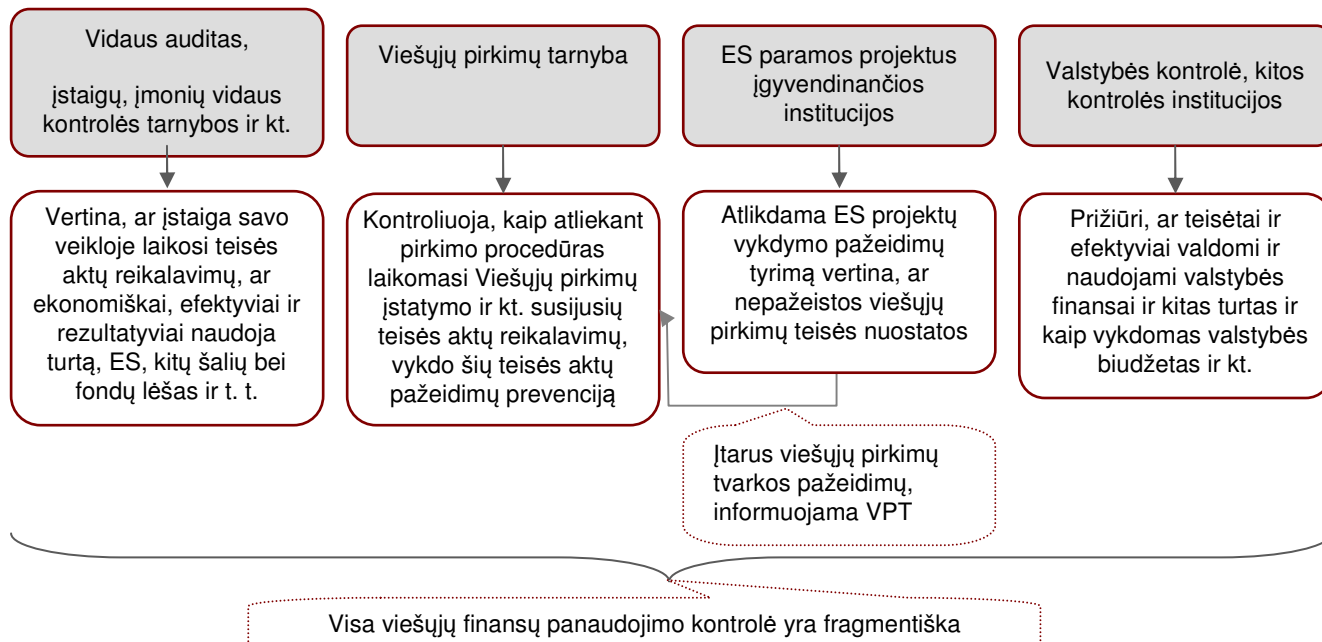 Vidaus auditas,
įstaigų, įmonių vidaus
kontrolės tarnybos ir kt.
Viešųjų pirkimų tarnyba
ES paramos projektus
įgyvendinančios
institucijos
Valstybės kontrolė, kitos
kontrolės institucijos
Vertina, ar įstaiga savo
veikloje laikosi teisės
aktų reikalavimų, ar
ekonomiškai, efektyviai ir
rezultatyviai naudoja
turtą, ES, kitų šalių bei
fondų lėšas ir t. t.
Kontroliuoja, kaip atliekant
pirkimo procedūras
laikomasi Viešųjų pirkimų
įstatymo ir kt. susijusių
teisės aktų reikalavimų,
vykdo šių teisės aktų
pažeidimų prevenciją
Atlikdama ES projektų
vykdymo pažeidimų
tyrimą vertina, ar
nepažeistos viešųjų
pirkimų teisės nuostatos
Prižiūri, ar teisėtai ir
efektyviai valdomi ir
naudojami valstybės
finansai ir kitas turtas ir
kaip vykdomas valstybės
biudžetas ir kt.
Įtarus viešųjų pirkimų
tvarkos pažeidimų,
informuojama VPT
Visa viešųjų finansų panaudojimo kontrolė yra fragmentiška